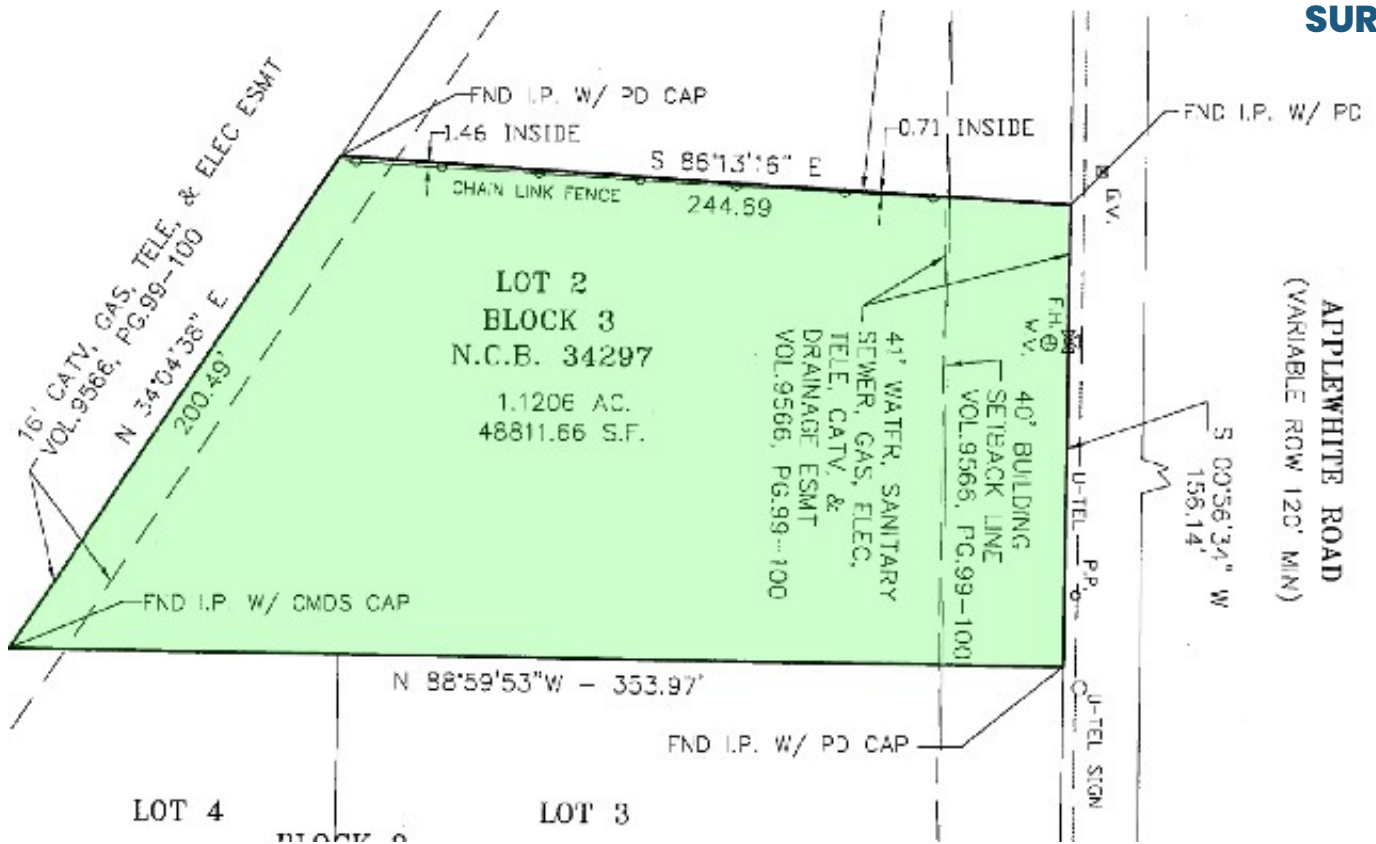 SUR
FND I.P. W/ PD CAP
1.46 INSIDE
S 86°13'16" E
0.71 INSIDE
FND I.P. W/ PD
G.V.
CHAIN LINK FENCE
244.69
16' CATV, GAS, TELE, & ELEC ESMT
VOL.9566, PG.99-100
N 34°04'38" E
200.49'
LOT 2
BLOCK 3
N.C.B. 34297
1.1206 AC.
48811.66 S.F.
41' WATER, SANITARY
SEWER, GAS, ELEC,
TELE, CATV, &
DRAINAGE ESMT
VOL.9566, PG.99-100
40' BUILDING
SETBACK LINE
VOL.9566, PG.99-100
F.H.
W.V.
U-TEL
P.P.
S 00°56'34" W
156.14'
APPLEWHITE ROAD
(VARIABLE ROW 120' MIN)
FND I.P. W/ CMDS CAP
N 88°59'53"W - 353.97'
FND I.P. W/ PD CAP
U-TEL SIGN
LOT 4
LOT 3
BLOCK